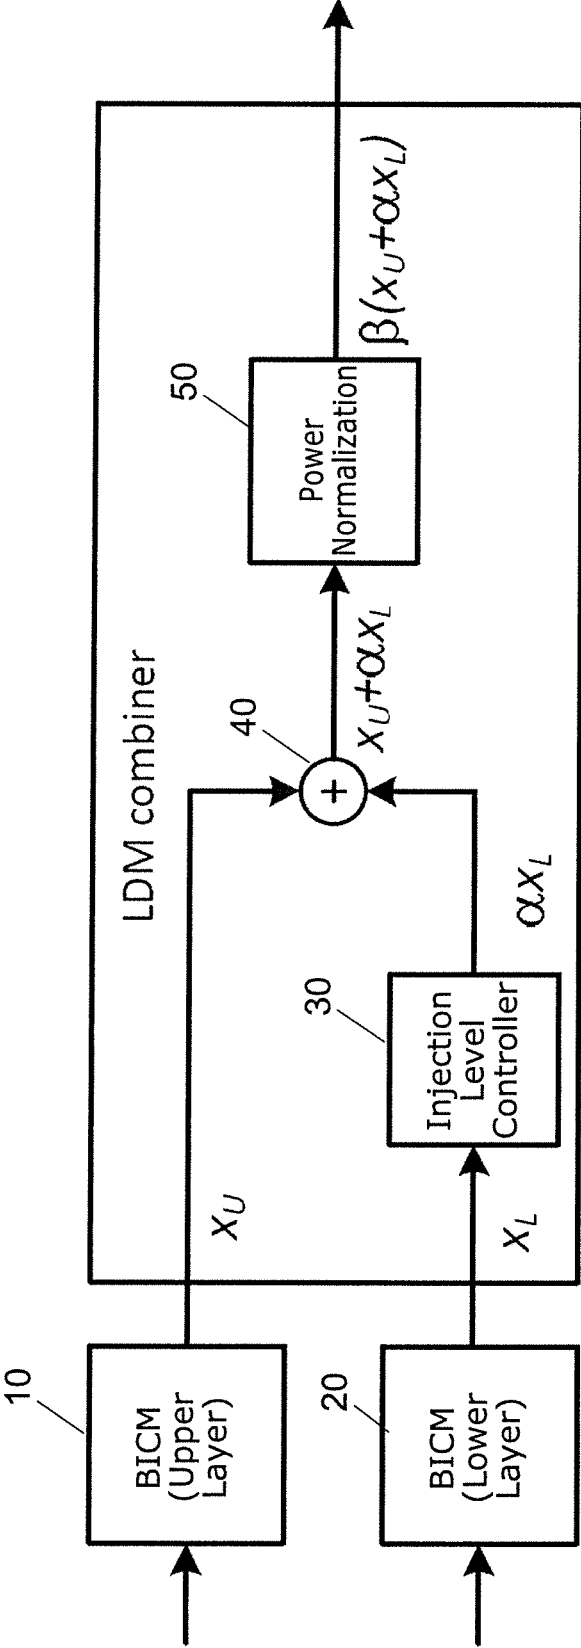 10
BICM
(Upper
Layer)
20
BICM
(Lower
Layer)
x_U
x_L
LDM combiner
30
Injection
Level
Controller
αx_L
40
+
x_U+αx_L
50
Power
Normalization
β(x_U+αx_L)